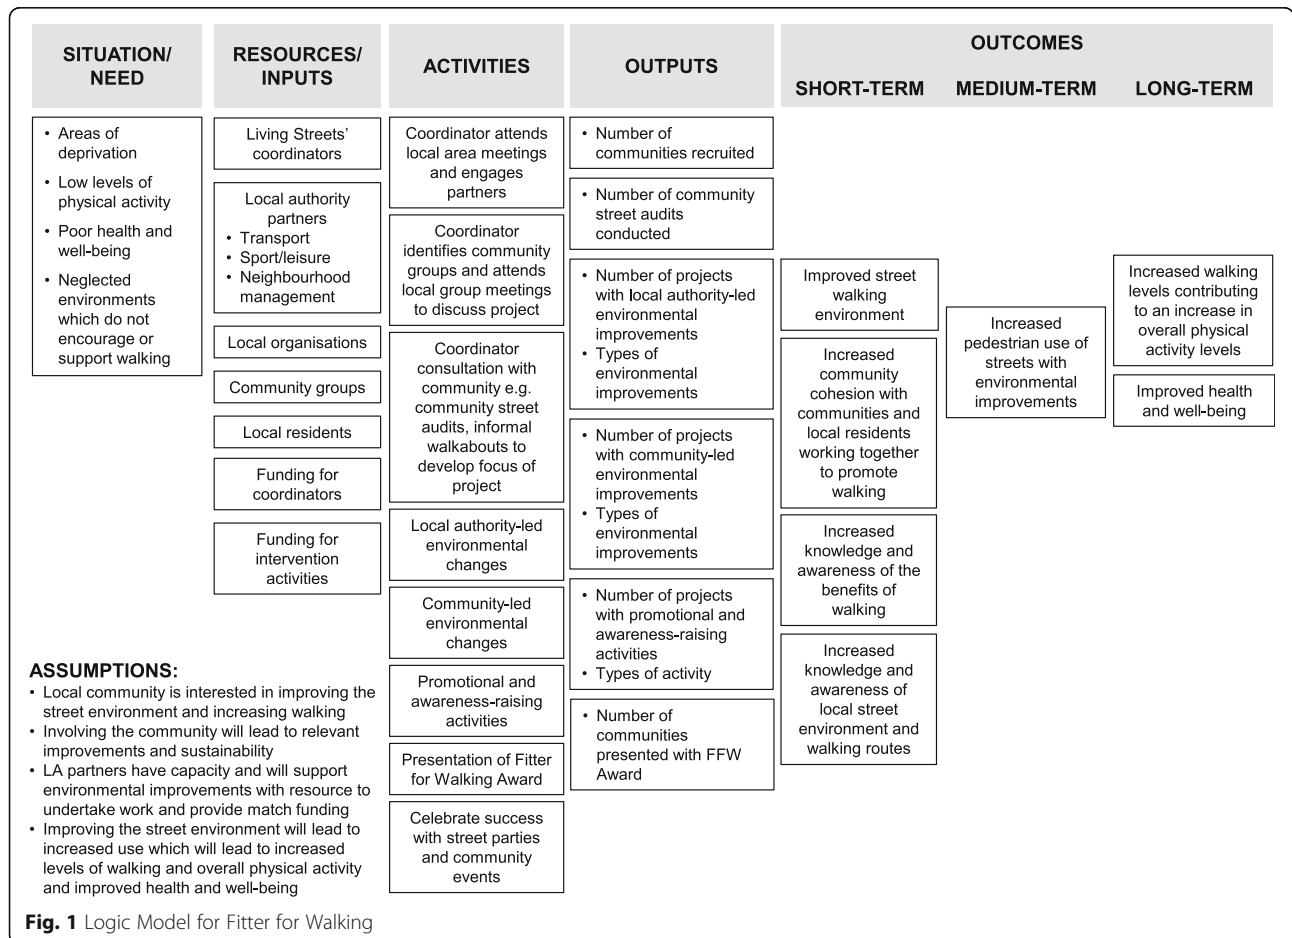 SITUATION/
NEED
RESOURCES/
INPUTS
ACTIVITIES
OUTPUTS
OUTCOMES
SHORT-TERM
MEDIUM-TERM
LONG-TERM
• Areas of
deprivation
• Low levels of
physical activity
• Poor health and
well-being
• Neglected
environments
which do not
encourage or
support walking
Living Streets’
coordinators
Local authority
partners
• Transport
• Sport/leisure
• Neighbourhood
management
Local organisations
Community groups
Local residents
Funding for
coordinators
Funding for
intervention
activities
Coordinator attends
local area meetings
and engages
partners
Coordinator
identifies community
groups and attends
local group meetings
to discuss project
Coordinator
consultation with
community e.g.
community street
audits, informal
walkabouts to
develop focus of
project
Local authority-led
environmental
changes
Community-led
environmental
changes
Promotional and
awareness-raising
activities
Presentation of Fitter
for Walking Award
Celebrate success
with street parties
and community
events
• Number of
communities recruited
• Number of community
street audits
conducted
• Number of projects
with local authority-led
environmental
improvements
• Types of
environmental
improvements
• Number of projects
with community-led
environmental
improvements
• Types of
environmental
improvements
• Number of projects
with promotional and
awareness-raising
activities
• Types of activity
• Number of
communities
presented with FFW
Award
Improved street
walking
environment
Increased
community
cohesion with
communities and
local residents
working together
to promote
walking
Increased
knowledge and
awareness of the
benefits of
walking
Increased
knowledge and
awareness of
local street
environment and
walking routes
Increased
pedestrian use of
streets with
environmental
improvements
Increased walking
levels contributing
to an increase in
overall physical
activity levels
Improved health
and well-being
ASSUMPTIONS:
• Local community is interested in improving the
street environment and increasing walking
• Involving the community will lead to relevant
improvements and sustainability
• LA partners have capacity and will support
environmental improvements with resource to
undertake work and provide match funding
• Improving the street environment will lead to
increased use which will lead to increased
levels of walking and overall physical activity
and improved health and well-being
Fig. 1 Logic Model for Fitter for Walking